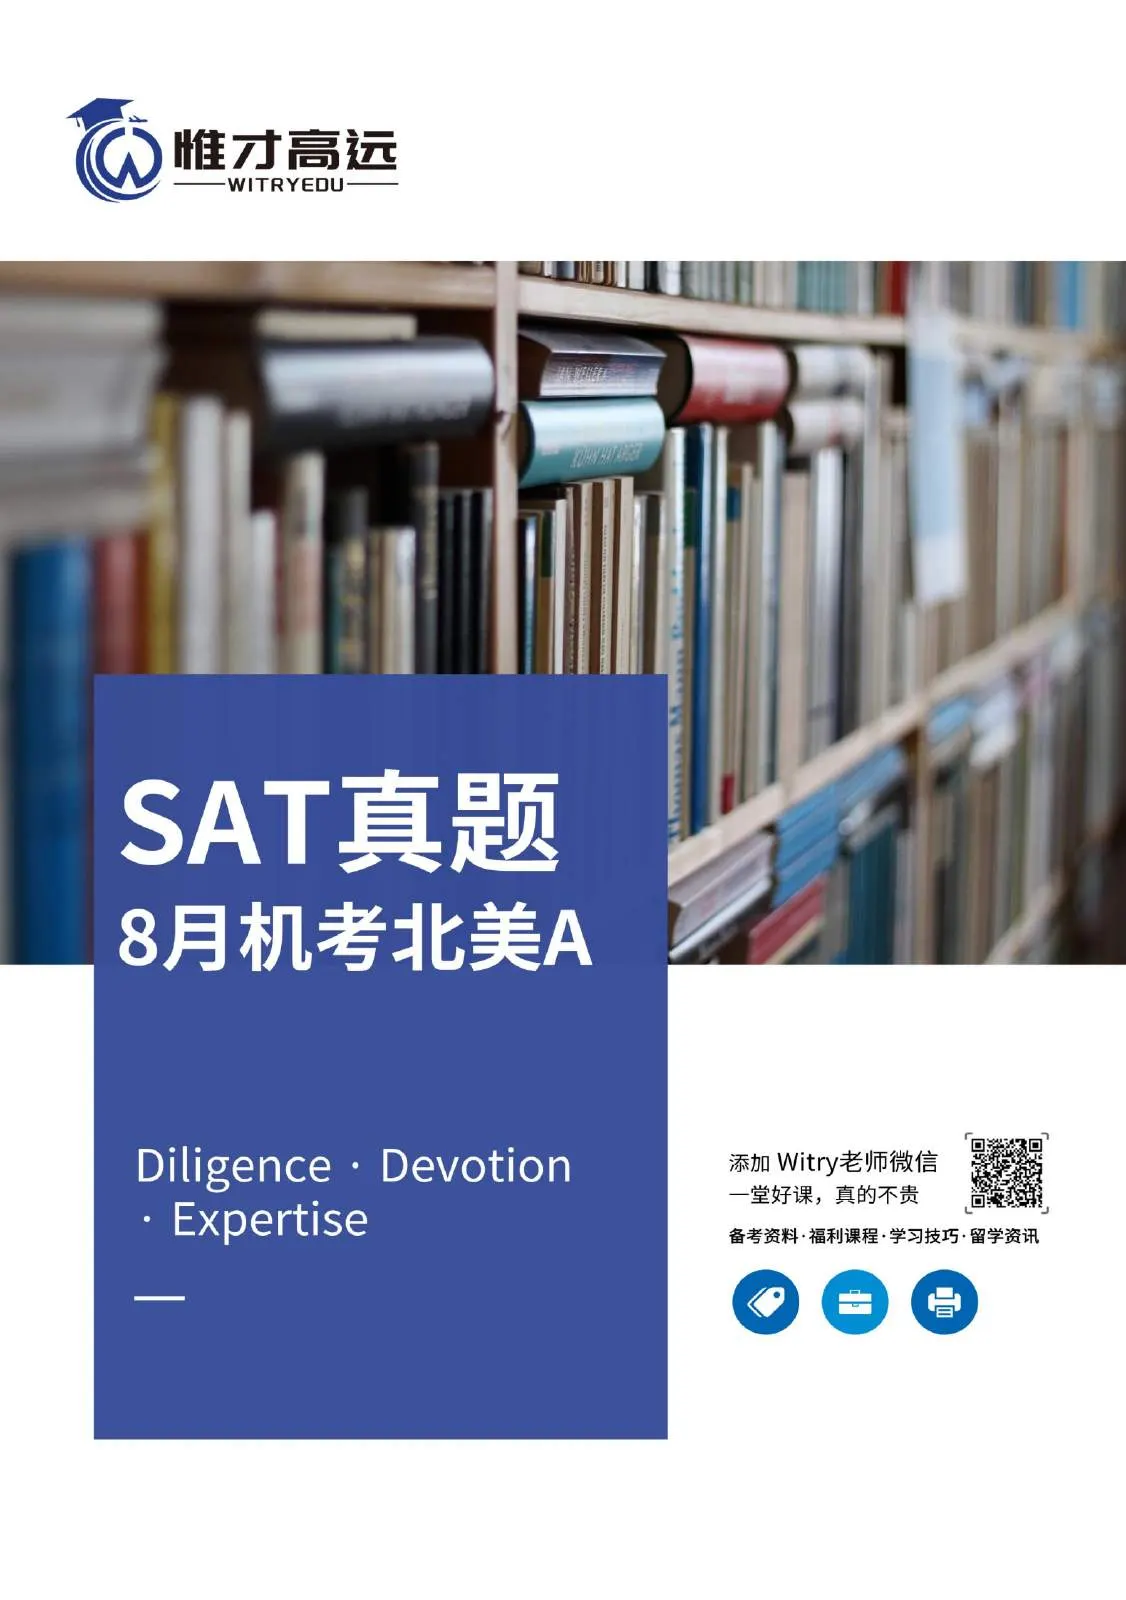 惟才高远
WITRYEDU
SAT真题
8月机考北美A
Diligence · Devotion
· Expertise
添加 Witry老师微信
一堂好课，真的不贵
备考资料·福利课程·学习技巧·留学资讯